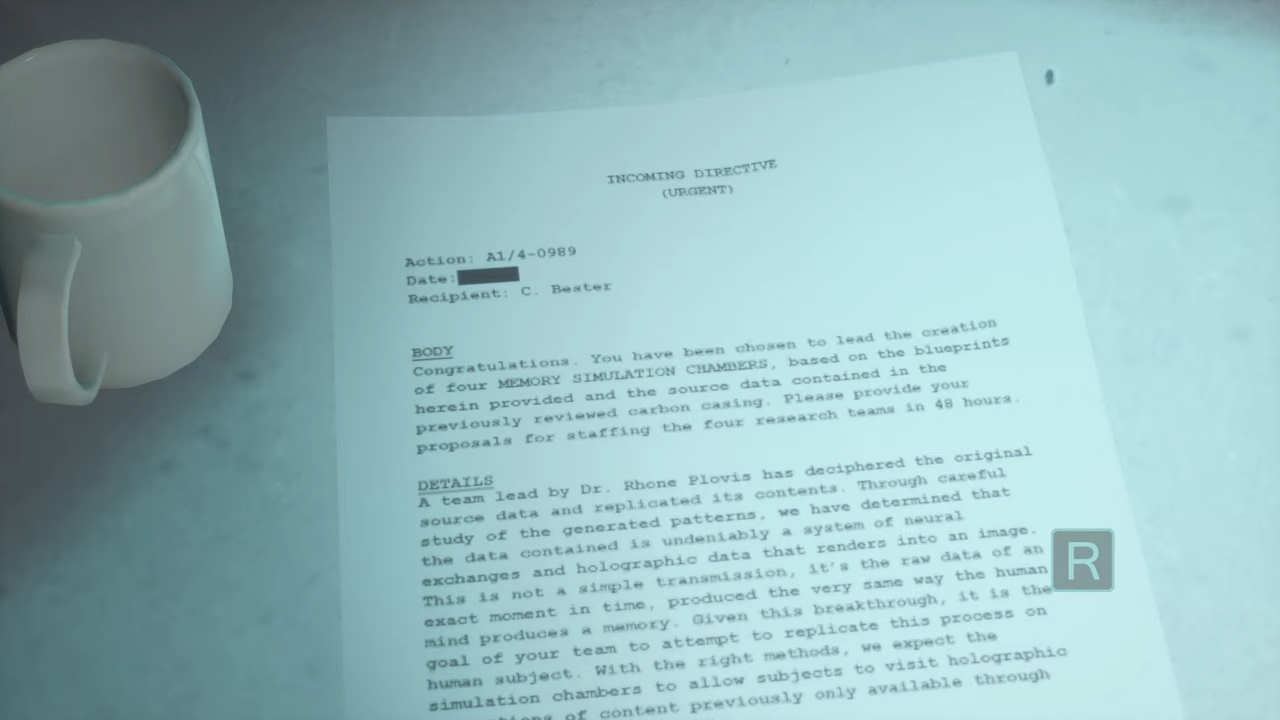 INCOMING DIRECTIVE
(URGENT)
Action: A1/4-0989
Date:
Recipient: C. Bester
BODY
Congratulations. You have been chosen to lead the creation
of four MEMORY SIMULATION CHAMBERS, based on the blueprints
herein provided and the source data contained in the
previously reviewed carbon casing. Please provide your
proposals for staffing the four research teams in 48 hours.
DETAILS
A team lead by Dr. Rhone Plovis has deciphered the original
source data and replicated its contents. Through careful
study of the generated patterns, we have determined that
the data contained is undeniably a system of neural
exchanges and holographic data that renders into an image.
This is not a simple transmission, it's the raw data of an
exact moment in time, produced the very same way the human
mind produces a memory. Given this breakthrough, it is the
goal of your team to attempt to replicate this process on
human subject. With the right methods, we expect the
simulation chambers to allow subjects to visit holographic
of content previously only available through
R